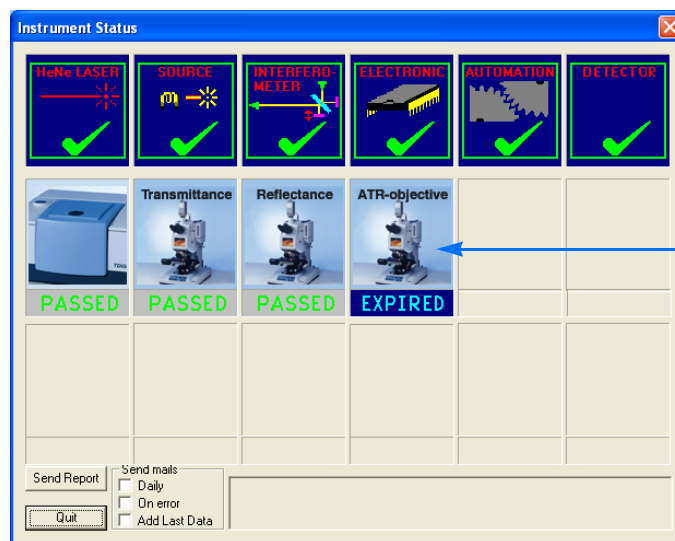 Instrument Status
HeNe LASER
SOURCE
INTERFERO-
METER
ELECTRONIC
AUTOMATION
DETECTOR
Transmittance
Reflectance
ATR-objective
PASSED
PASSED
PASSED
EXPIRED
Send Report
Send mails
Daily
On error
Add Last Data
Quit